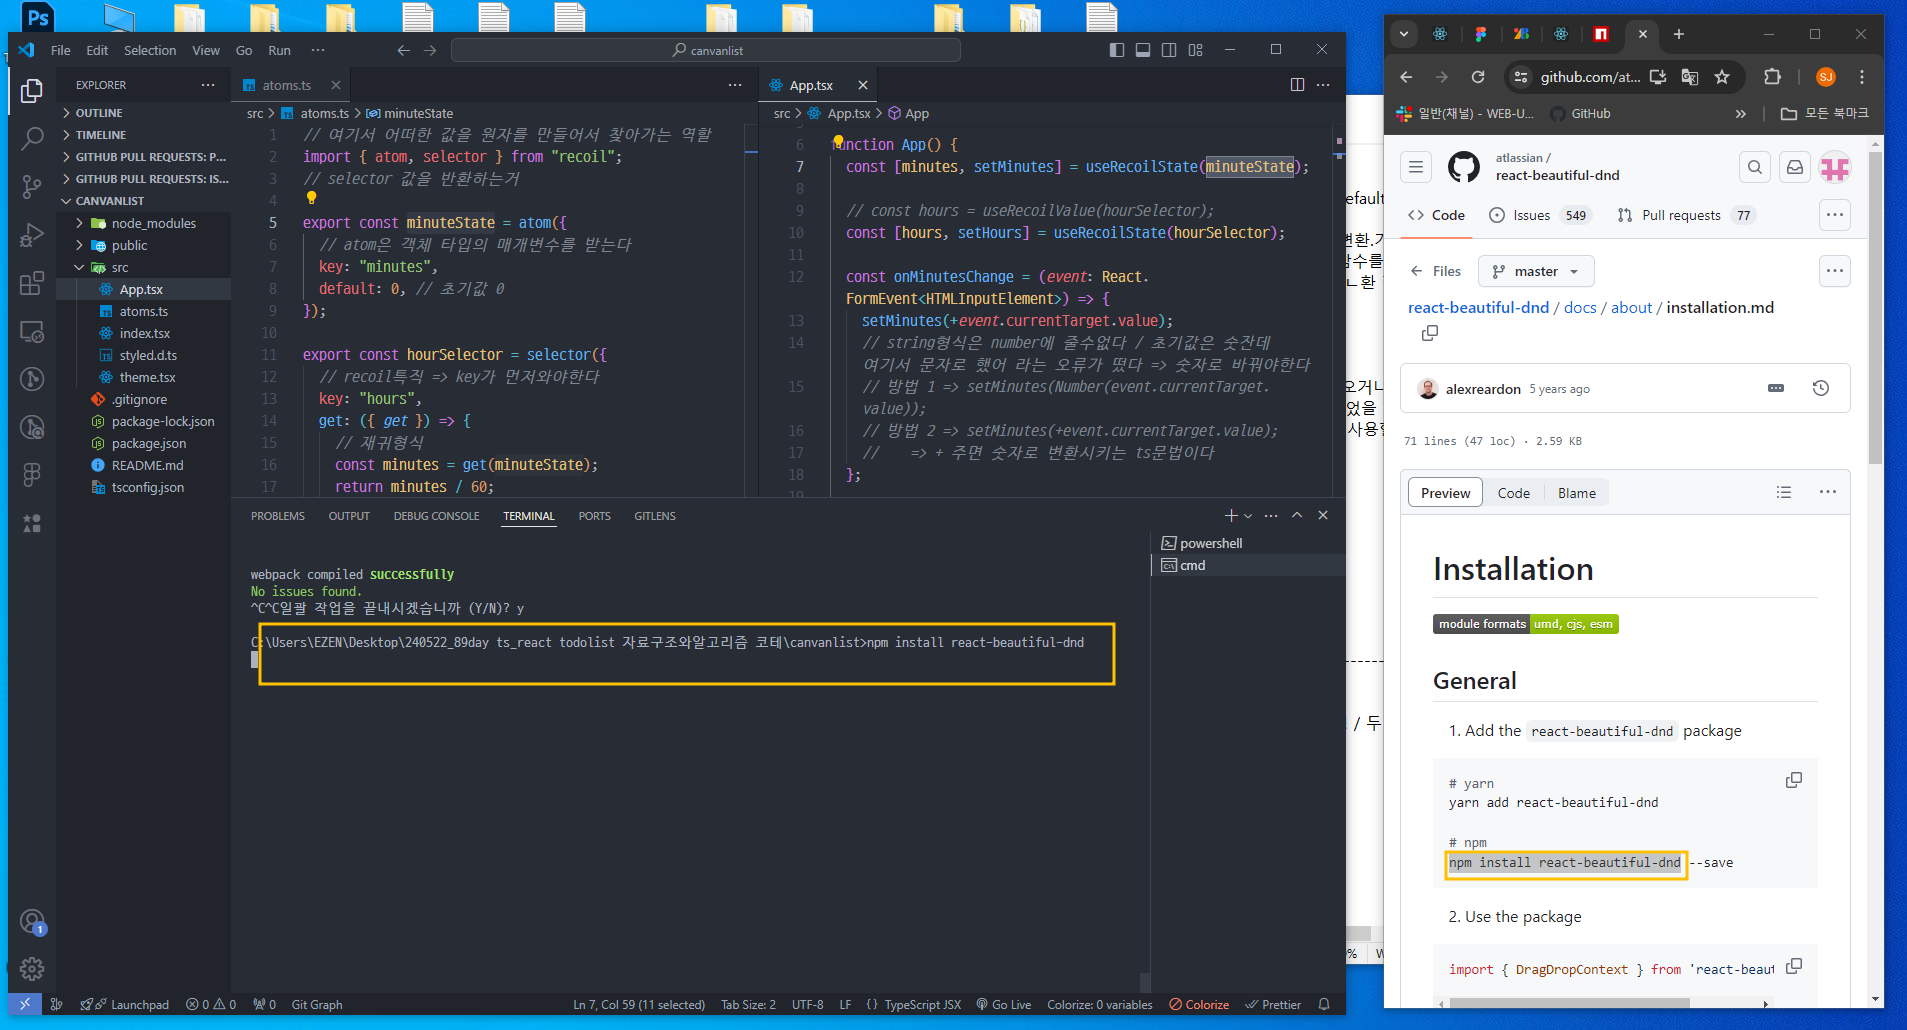 Ps
File Edit Selection View Go Run ···
canvanlist
EXPLORER ···
OUTLINE
TIMELINE
GITHUB PULL REQUESTS: P...
GITHUB PULL REQUESTS: IS...
CANVANLIST
node_modules
public
src
App.tsx
atoms.ts
index.tsx
styled.d.ts
theme.tsx
.gitignore
package-lock.json
package.json
README.md
tsconfig.json
atoms.ts
src > atoms.ts > minuteState
1 // 여기서 어떠한 값을 원자를 만들어서 찾아가는 역할
2 import { atom, selector } from "recoil";
3 // selector 값을 반환하는거
4
5 export const minuteState = atom({
6 // atom은 객체 타입의 매개변수를 받는다
7 key: "minutes",
8 default: 0, // 초기값 0
9 });
10
11 export const hourSelector = selector({
12 // recoil특직 => key가 먼저와야한다
13 key: "hours",
14 get: ({ get }) => {
15 // 재귀형식
16 const minutes = get(minuteState);
17 return minutes / 60;
App.tsx
src > App.tsx > App
6 function App() {
7 const [minutes, setMinutes] = useRecoilState(minuteState);
8
9 // const hours = useRecoilValue(hourSelector);
10 const [hours, setHours] = useRecoilState(hourSelector);
11
12 const onMinutesChange = (event: React.
FormEvent<HTMLInputElement>) => {
13 setMinutes(+event.currentTarget.value);
14 // string형식은 number에 줄수없다 / 초기값은 숫잔데
여기서 문자로 했어 라는 오류가 떴다 => 숫자로 바꿔야한다
15 // 방법 1 => setMinutes(Number(event.currentTarget.
value));
16 // 방법 2 => setMinutes(+event.currentTarget.value);
17 // => + 주면 숫자로 변환시키는 ts문법이다
18 };
PROBLEMS OUTPUT DEBUG CONSOLE TERMINAL PORTS GITLENS
powershell
cmd
webpack compiled successfully
No issues found.
^C^C일괄 작업을 끝내시겠습니까 (Y/N)? y
C:\Users\EZEN\Desktop\240522_89day ts_react todolist 자료구조와알고리즘 코테\canvanlist>npm install react-beautiful-dnd
1
Launchpad 0 0 0 Git Graph
Ln 7, Col 59 (11 selected) Tab Size: 2 UTF-8 LF { } TypeScript JSX Go Live Colorize: 0 variables Colorize Prettier
efault
변환.
함수를
ㄴ환
오거나
었을
사용할
/ 두
github.com/at...
SJ
일반(채널) - WEB-U... GitHub » 모든 북마크
atlassian /
react-beautiful-dnd
Code Issues 549 Pull requests 77
Files master
react-beautiful-dnd / docs / about / installation.md
alexreardon 5 years ago
71 lines (47 loc) · 2.59 KB
Preview Code Blame
Installation
module formats umd, cjs, esm
General
1. Add the react-beautiful-dnd package
# yarn
yarn add react-beautiful-dnd
# npm
npm install react-beautiful-dnd --save
2. Use the package
import { DragDropContext } from 'react-beaut